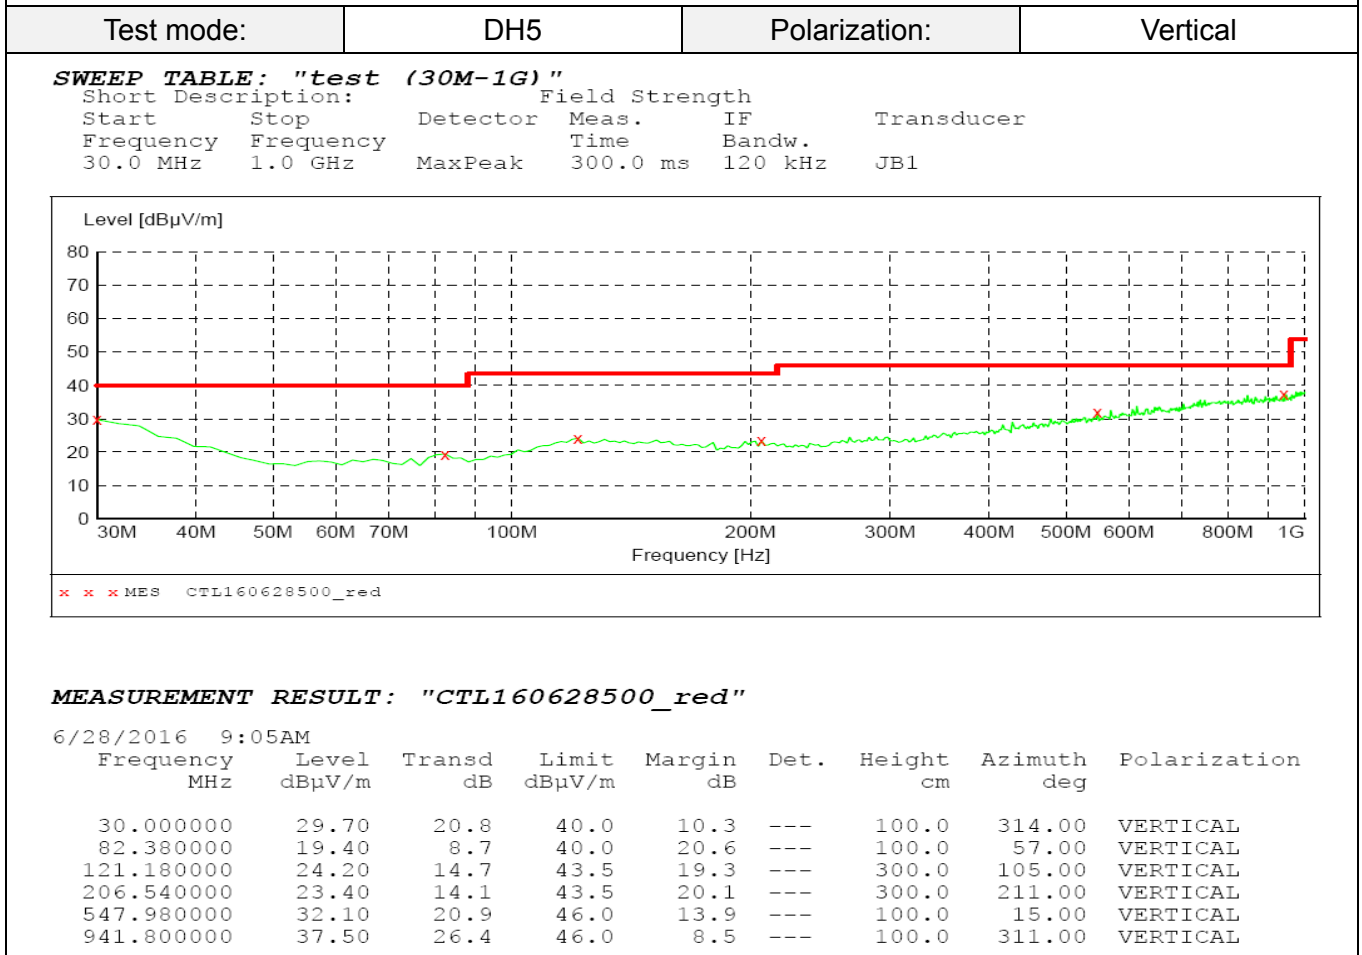 Test mode: DH5 Polarization: Vertical
SWEEP TABLE: "test (30M-1G)"
Short Description: Field Strength
Start Stop Detector Meas. IF Transducer
Frequency Frequency Time Bandw.
30.0 MHz 1.0 GHz MaxPeak 300.0 ms 120 kHz JB1
Level [dBµV/m]
80
70
60
50
40
30
20
10
0
30M 40M 50M 60M 70M 100M 200M 300M 400M 500M 600M 800M 1G
Frequency [Hz]
x x x MES CTL160628500_red
MEASUREMENT RESULT: "CTL160628500_red"
6/28/2016 9:05AM
Frequency Level Transd Limit Margin Det. Height Azimuth Polarization
MHz dBµV/m dB dBµV/m dB cm deg
30.000000 29.70 20.8 40.0 10.3 --- 100.0 314.00 VERTICAL
82.380000 19.40 8.7 40.0 20.6 --- 100.0 57.00 VERTICAL
121.180000 24.20 14.7 43.5 19.3 --- 300.0 105.00 VERTICAL
206.540000 23.40 14.1 43.5 20.1 --- 300.0 211.00 VERTICAL
547.980000 32.10 20.9 46.0 13.9 --- 100.0 15.00 VERTICAL
941.800000 37.50 26.4 46.0 8.5 --- 100.0 311.00 VERTICAL